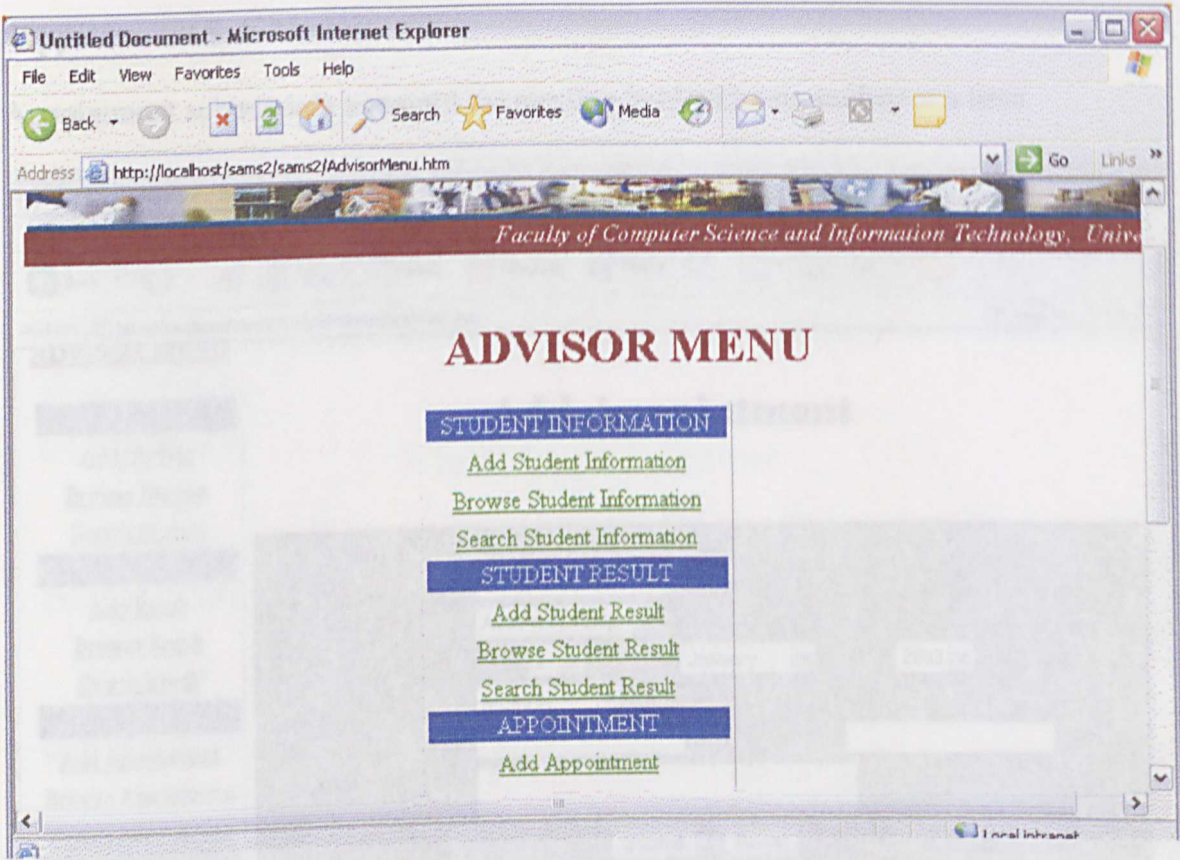 Untitled Document - Microsoft Internet Explorer
File Edit View Favorites Tools Help
Back Search Favorites Media
Address http://localhost/sams2/sams2/AdvisorMenu.htm Go Links »
Faculty of Computer Science and Information Technology, Unive
ADVISOR MENU
STUDENT INFORMATION
Add Student Information
Browse Student Information
Search Student Information
STUDENT RESULT
Add Student Result
Browse Student Result
Search Student Result
APPOINTMENT
Add Appointment
Local intranet